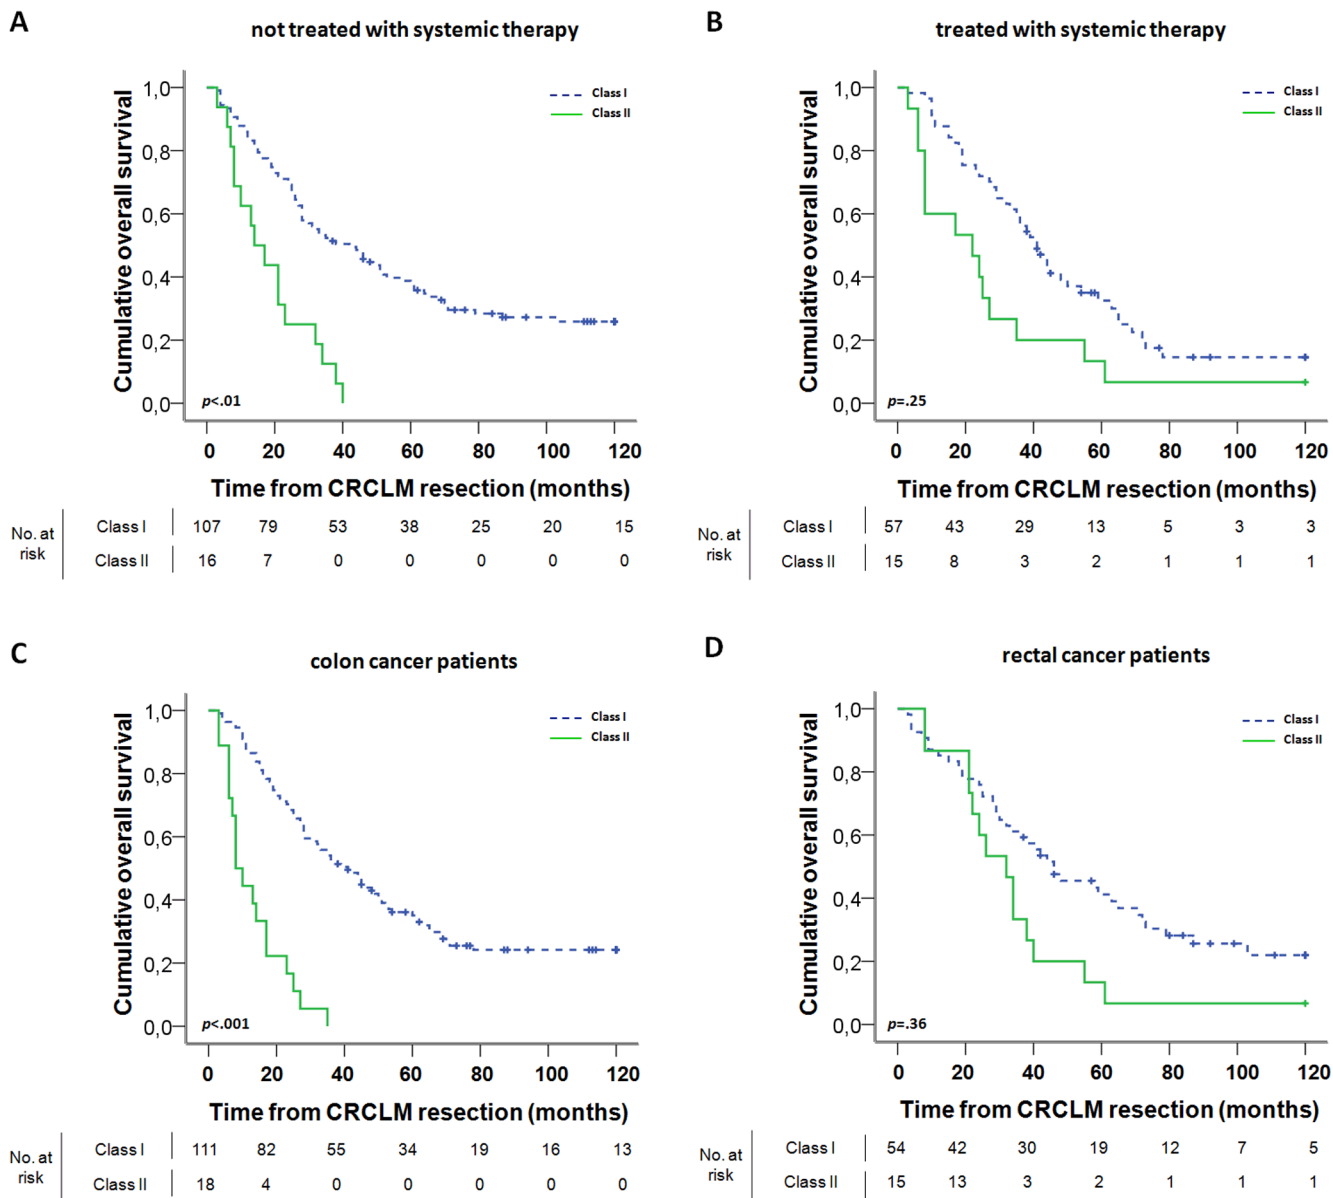 A
not treated with systemic therapy
Cumulative overall survival
1,0
0,8
0,6
0,4
0,2
0,0
Class I
Class II
p<.01
0 20 40 60 80 100 120
Time from CRCLM resection (months)
No. at risk
Class I 107 79 53 38 25 20 15
Class II 16 7 0 0 0 0 0
B
treated with systemic therapy
Cumulative overall survival
1,0
0,8
0,6
0,4
0,2
0,0
Class I
Class II
p=.25
0 20 40 60 80 100 120
Time from CRCLM resection (months)
No. at risk
Class I 57 43 29 13 5 3 3
Class II 15 8 3 2 1 1 1
C
colon cancer patients
Cumulative overall survival
1,0
0,8
0,6
0,4
0,2
0,0
Class I
Class II
p<.001
0 20 40 60 80 100 120
Time from CRCLM resection (months)
No. at risk
Class I 111 82 55 34 19 16 13
Class II 18 4 0 0 0 0 0
D
rectal cancer patients
Cumulative overall survival
1,0
0,8
0,6
0,4
0,2
0,0
Class I
Class II
p=.36
0 20 40 60 80 100 120
Time from CRCLM resection (months)
No. at risk
Class I 54 42 30 19 12 7 5
Class II 15 13 3 2 1 1 1